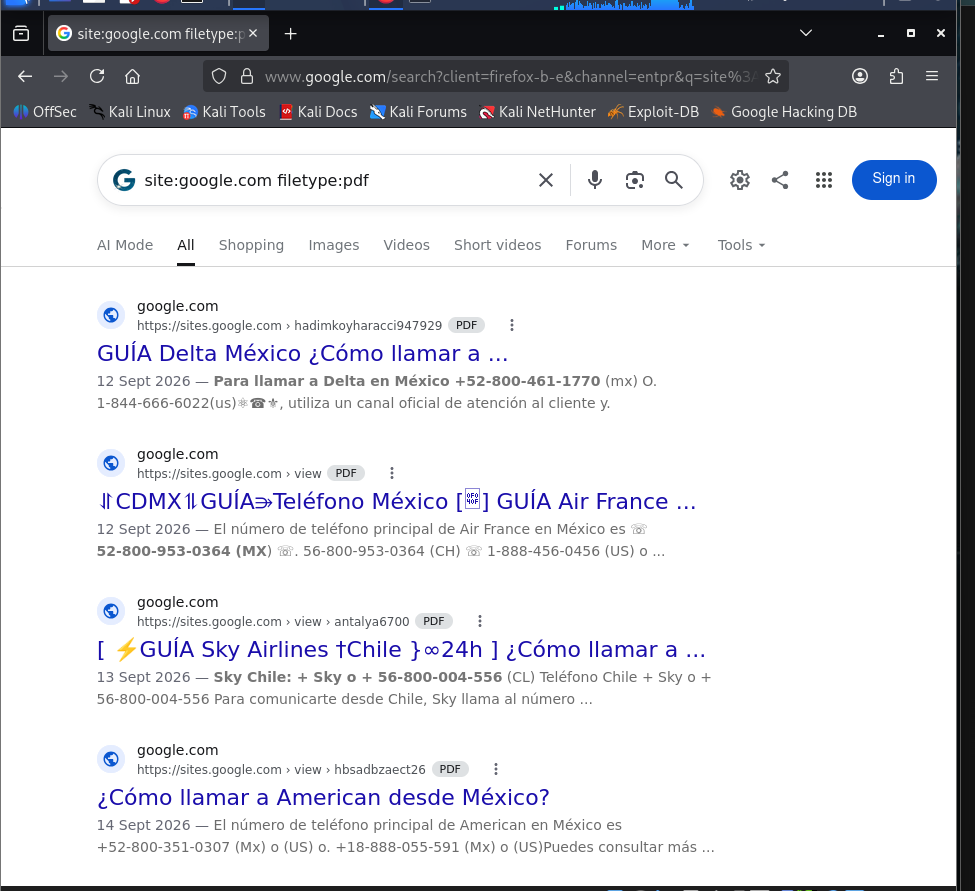 site:google.com filetype:p
www.google.com/search?client=firefox-b-e&channel=entpr&q=site%3A
OffSec Kali Linux Kali Tools Kali Docs Kali Forums Kali NetHunter Exploit-DB Google Hacking DB
site:google.com filetype:pdf
Sign in
AI Mode All Shopping Images Videos Short videos Forums More Tools
google.com
https://sites.google.com › hadimkoyharacci947929 PDF
GUÍA Delta México ¿Cómo llamar a ...
12 Sept 2026 — Para llamar a Delta en México +52-800-461-1770 (mx) O.
1-844-666-6022(us)⚛☎⚜, utiliza un canal oficial de atención al cliente y.
google.com
https://sites.google.com › view PDF
⥯CDMX⥮GUÍA⋺Teléfono México [] GUÍA Air France ...
12 Sept 2026 — El número de teléfono principal de Air France en México es ☏
52-800-953-0364 (MX) ☏. 56-800-953-0364 (CH) ☏ 1-888-456-0456 (US) o ...
google.com
https://sites.google.com › view › antalya6700 PDF
[ ⚡GUÍA Sky Airlines †Chile }∞24h ] ¿Cómo llamar a ...
13 Sept 2026 — Sky Chile: + Sky o + 56-800-004-556 (CL) Teléfono Chile + Sky o +
56-800-004-556 Para comunicarte desde Chile, Sky llama al número ...
google.com
https://sites.google.com › view › hbsadbzaect26 PDF
¿Cómo llamar a American desde México?
14 Sept 2026 — El número de teléfono principal de American en México es
+52-800-351-0307 (Mx) o (US) o. +18-888-055-591 (Mx) o (US)Puedes consultar más ...